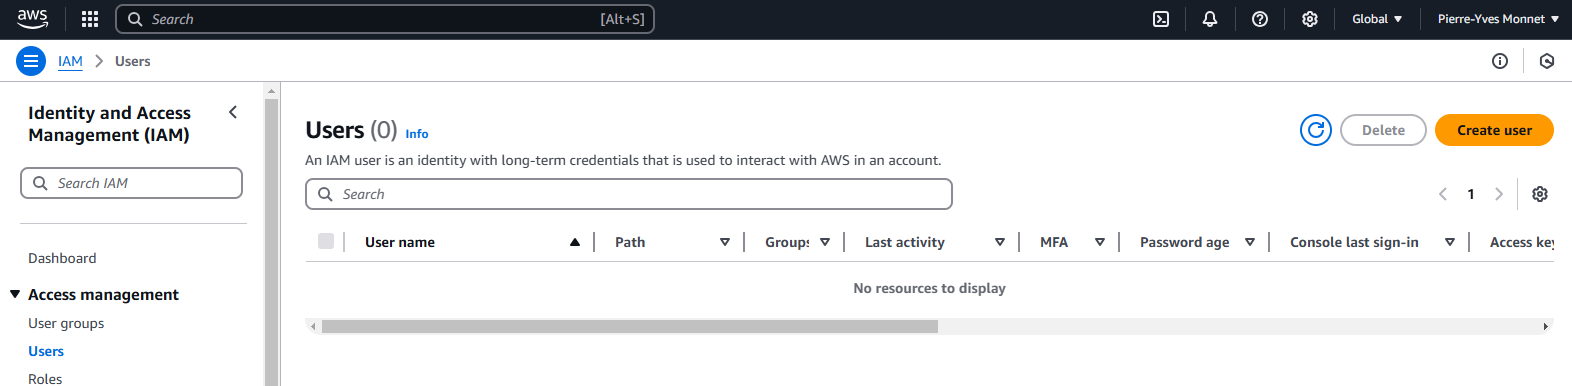 aws Search [Alt+S] Global Pierre-Yves Monnet
IAM Users
Identity and Access
Management (IAM)
Search IAM
Dashboard
Access management
User groups
Users
Roles
Users (0) Info
Delete Create user
An IAM user is an identity with long-term credentials that is used to interact with AWS in an account.
Search
1
User name Path Groups Last activity MFA Password age Console last sign-in Access key
No resources to display